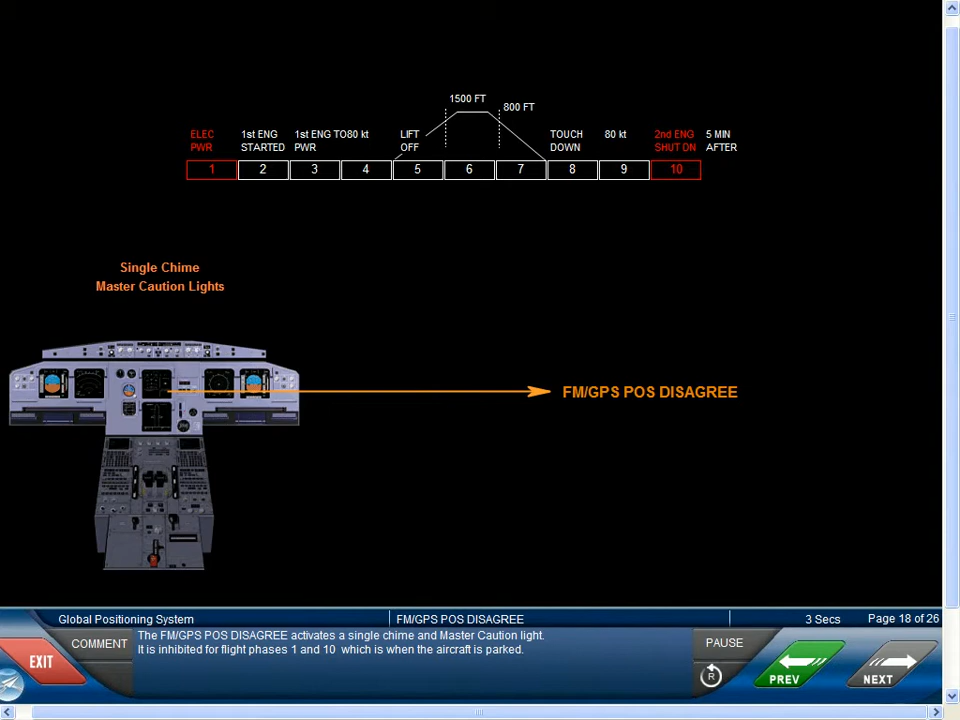 1500 FT
800 FT
ELEC PWR
1st ENG STARTED
1st ENG TO PWR
80 kt
LIFT OFF
TOUCH DOWN
80 kt
2nd ENG SHUT DN
5 MIN AFTER
1 2 3 4 5 6 7 8 9 10
Single Chime
Master Caution Lights
FM/GPS POS DISAGREE
Global Positioning System
FM/GPS POS DISAGREE
3 Secs
Page 18 of 26
COMMENT
The FM/GPS POS DISAGREE activates a single chime and Master Caution light.
It is inhibited for flight phases 1 and 10 which is when the aircraft is parked.
PAUSE
EXIT
R
PREV
NEXT